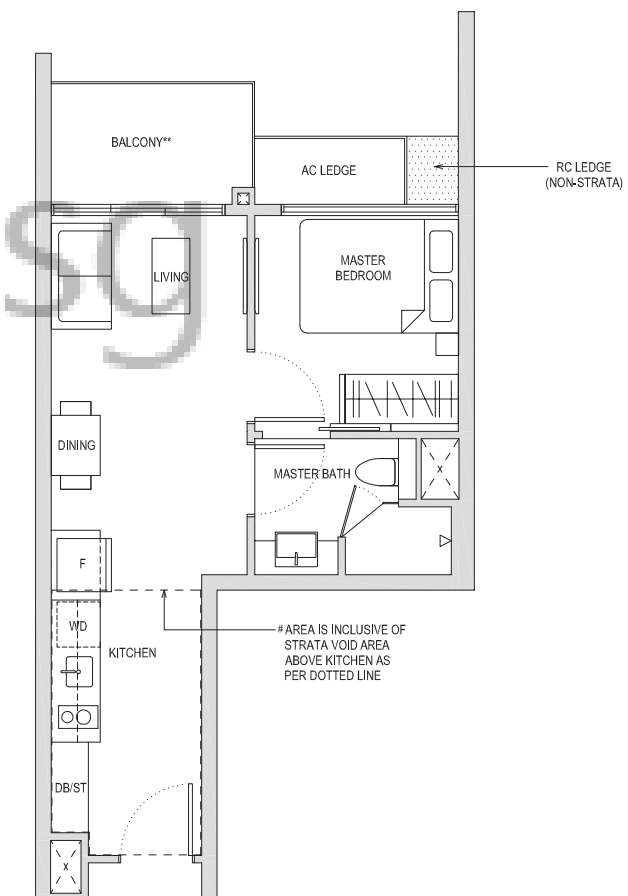 BALCONY**
AC LEDGE
RC LEDGE
(NON-STRATA)
sg
LIVING
MASTER
BEDROOM
DINING
MASTER BATH
x
F
WD
KITCHEN
# AREA IS INCLUSIVE OF
STRATA VOID AREA
ABOVE KITCHEN AS
PER DOTTED LINE
DB/ST
x